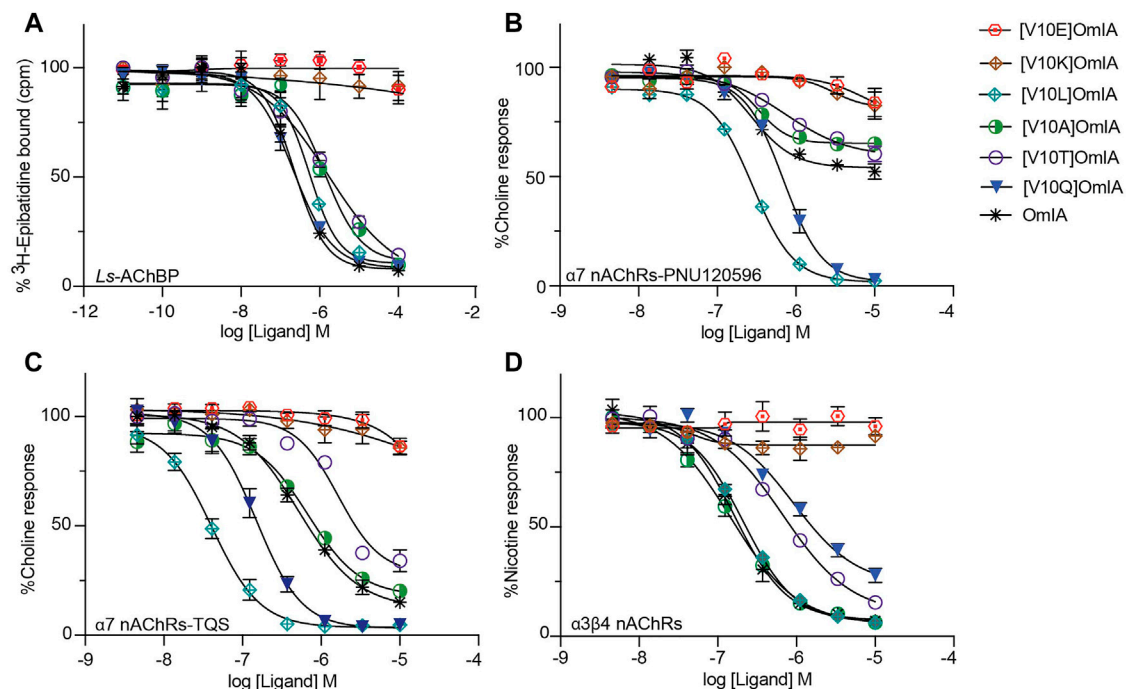 A
% ³H-Epibatidine bound (cpm)
100
50
0
Ls-AChBP
-12 -10 -8 -6 -4 -2
log [Ligand] M
B
%Choline response
100
50
0
α7 nAChRs-PNU120596
-9 -8 -7 -6 -5 -4
log [Ligand] M
[V10E]OmIA
[V10K]OmIA
[V10L]OmIA
[V10A]OmIA
[V10T]OmIA
[V10Q]OmIA
OmIA
C
%Choline response
100
50
0
α7 nAChRs-TQS
-9 -8 -7 -6 -5 -4
log [Ligand] M
D
%Nicotine response
100
50
0
α3β4 nAChRs
-9 -8 -7 -6 -5 -4
log [Ligand] M